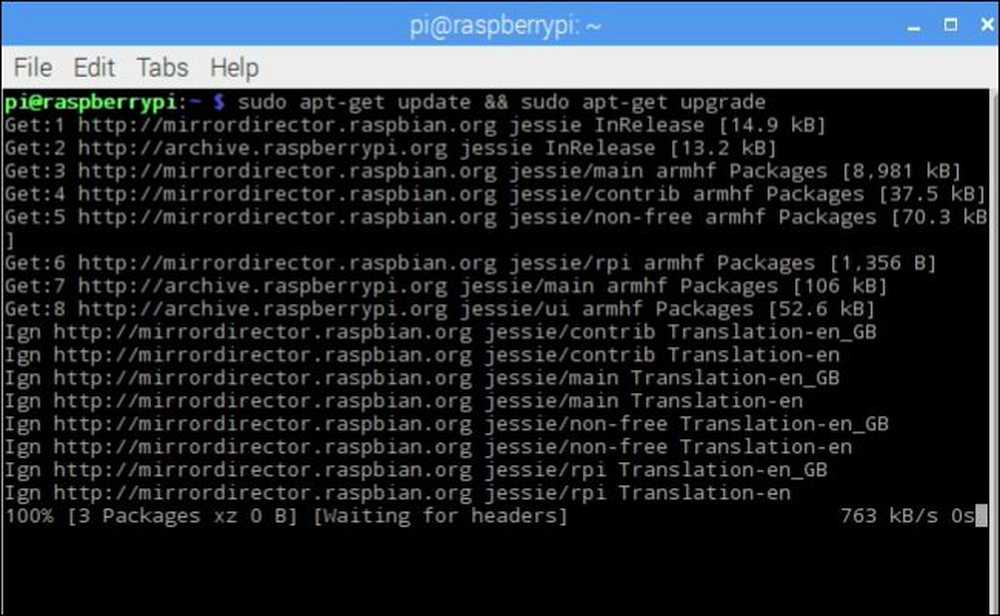 pi@raspberrypi: ~
File Edit Tabs Help
pi@raspberrypi:~ $ sudo apt-get update && sudo apt-get upgrade
Get:1 http://mirrordirector.raspbian.org jessie InRelease [14.9 kB]
Get:2 http://archive.raspberrypi.org jessie InRelease [13.2 kB]
Get:3 http://mirrordirector.raspbian.org jessie/main armhf Packages [8,981 kB]
Get:4 http://mirrordirector.raspbian.org jessie/contrib armhf Packages [37.5 kB]
Get:5 http://mirrordirector.raspbian.org jessie/non-free armhf Packages [70.3 kB
]
Get:6 http://mirrordirector.raspbian.org jessie/rpi armhf Packages [1,356 B]
Get:7 http://archive.raspberrypi.org jessie/main armhf Packages [106 kB]
Get:8 http://archive.raspberrypi.org jessie/ui armhf Packages [52.6 kB]
Ign http://mirrordirector.raspbian.org jessie/contrib Translation-en_GB
Ign http://mirrordirector.raspbian.org jessie/contrib Translation-en
Ign http://mirrordirector.raspbian.org jessie/main Translation-en_GB
Ign http://mirrordirector.raspbian.org jessie/main Translation-en
Ign http://mirrordirector.raspbian.org jessie/non-free Translation-en_GB
Ign http://mirrordirector.raspbian.org jessie/non-free Translation-en
Ign http://mirrordirector.raspbian.org jessie/rpi Translation-en_GB
Ign http://mirrordirector.raspbian.org jessie/rpi Translation-en
100% [3 Packages xz 0 B] [Waiting for headers] 763 kB/s 0s